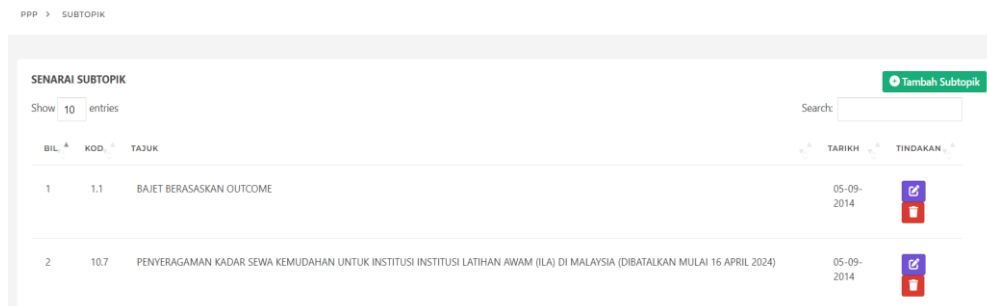 PPP > SUBTOPIK
SENARAI SUBTOPIK
Tambah Subtopik
Show 10 entries
Search:
BIL. KOD. TAJUK TARIKH TINDAKAN
1 1.1 BAJET BERASASKAN OUTCOME 05-09-
2014
2 10.7 PENYERAGAMAN KADAR SEWA KEMUDAHAN UNTUK INSTITUSI INSTITUSI LATIHAN AWAM (ILA) DI MALAYSIA (DIBATALKAN MULAI 16 APRIL 2024) 05-09-
2014